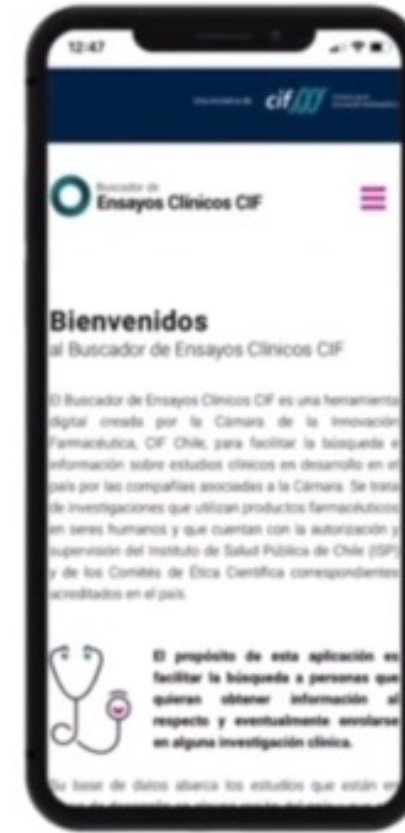 12:47
cif
Buscador de
Ensayos Clínicos CIF
Bienvenidos
al Buscador de Ensayos Clínicos CIF
El Buscador de Ensayos Clínicos CIF es una herramienta
digital creada por la Cámara de la Innovación
Farmacéutica, CIF Chile, para facilitar la búsqueda e
información sobre estudios clínicos en desarrollo en el
país por las compañías asociadas a la Cámara. Se trata
de investigaciones que utilizan productos farmacéuticos
en seres humanos y que cuentan con la autorización y
supervisión del Instituto de Salud Pública de Chile (ISP)
y de los Comités de Ética Científica correspondientes
acreditados en el país.
El propósito de esta aplicación es
facilitar la búsqueda a personas que
quieran obtener información al
respecto y eventualmente enrolarse
en alguna investigación clínica.
Su base de datos abarca los estudios que están en